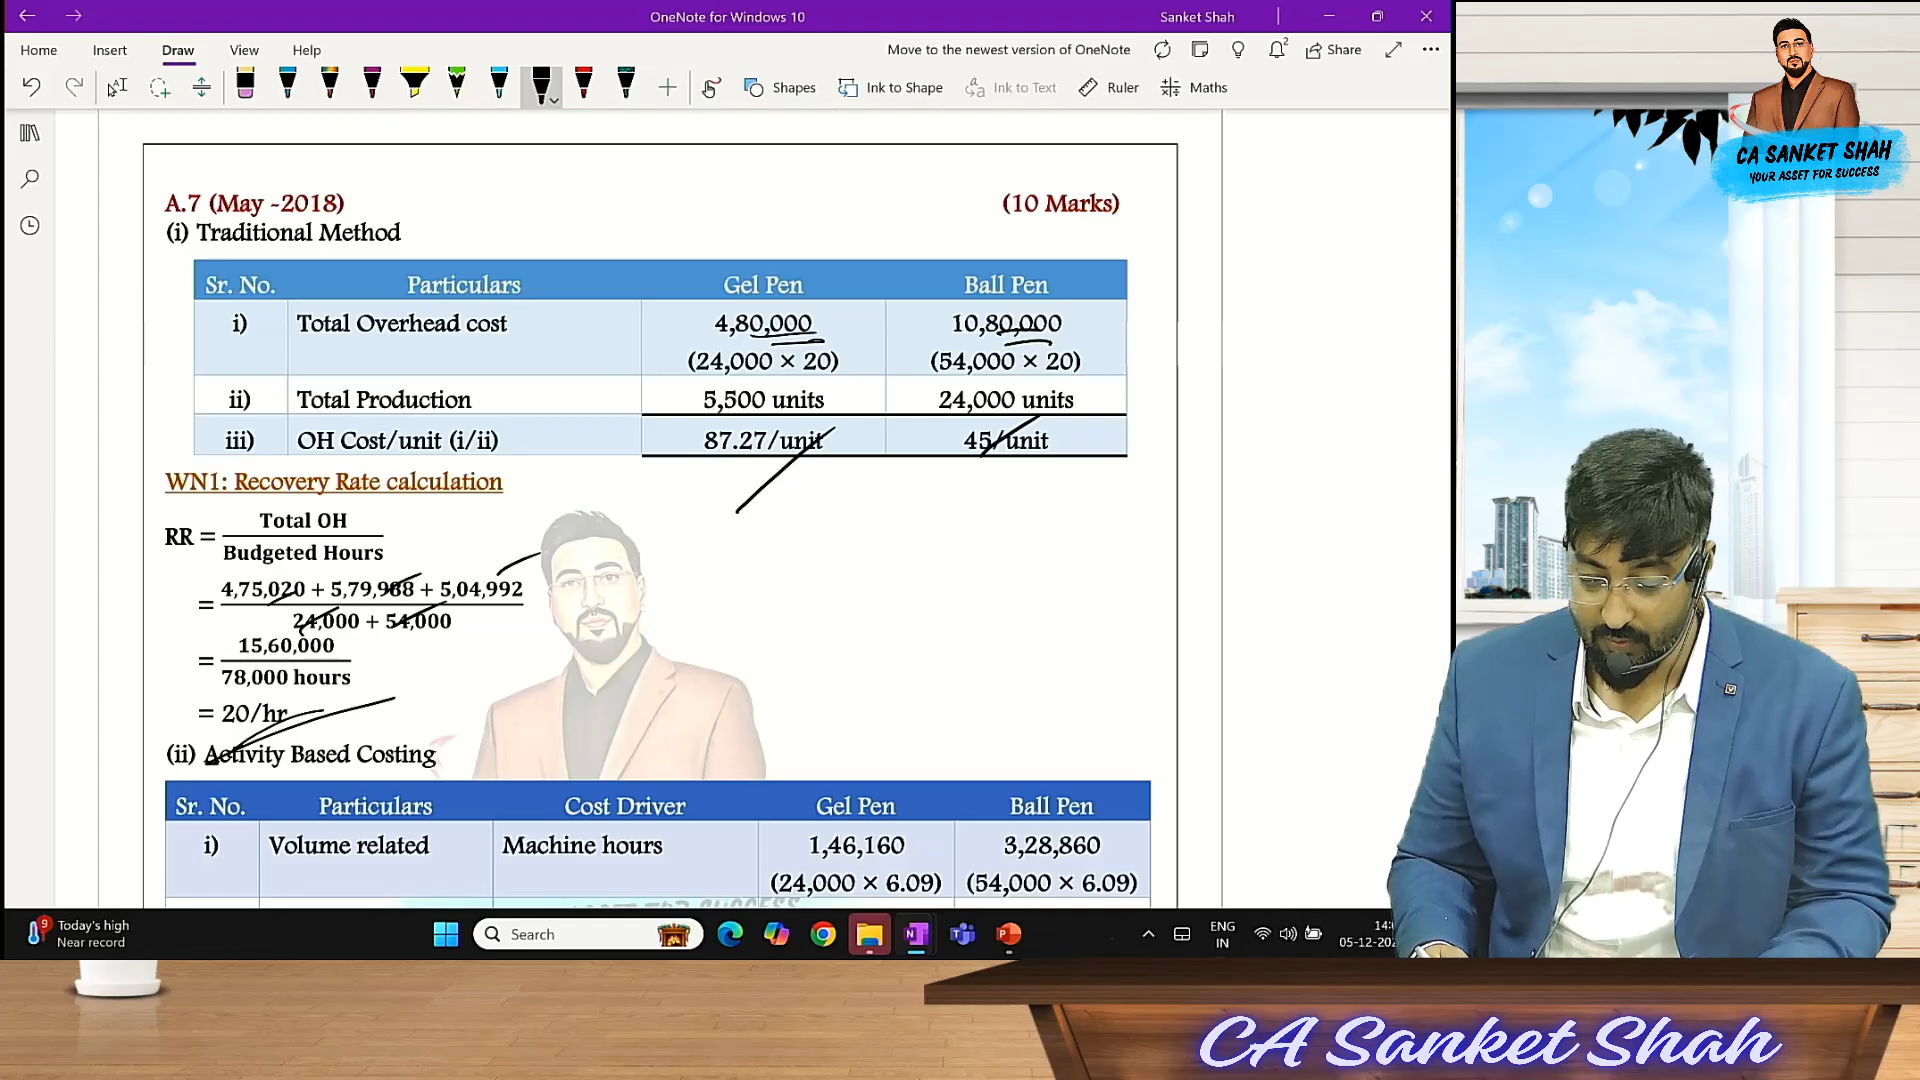 OneNote for Windows 10
Sanket Shah
Home Insert Draw View Help
Move to the newest version of OneNote
2
Share
Shapes
Ink to Shape
Ink to Text
Ruler
Maths
CA SANKET SHAH
YOUR ASSET FOR SUCCESS
A.7 (May -2018) (10 Marks)
(i) Traditional Method
Sr. No. Particulars Gel Pen Ball Pen
i) Total Overhead cost 4,80,000 10,80,000
(24,000 × 20) (54,000 × 20)
ii) Total Production 5,500 units 24,000 units
iii) OH Cost/unit (i/ii) 87.27/unit 45/unit
WN1: Recovery Rate calculation
RR = Total OH
Budgeted Hours
= 4,75,020 + 5,79,988 + 5,04,992
24,000 + 54,000
= 15,60,000
78,000 hours
= 20/hr
(ii) Activity Based Costing
Sr. No. Particulars Cost Driver Gel Pen Ball Pen
i) Volume related Machine hours 1,46,160 3,28,860
(24,000 × 6.09) (54,000 × 6.09)
9
Today's high
Near record
Search
ENG
IN
14:
05-12-202
CA Sanket Shah